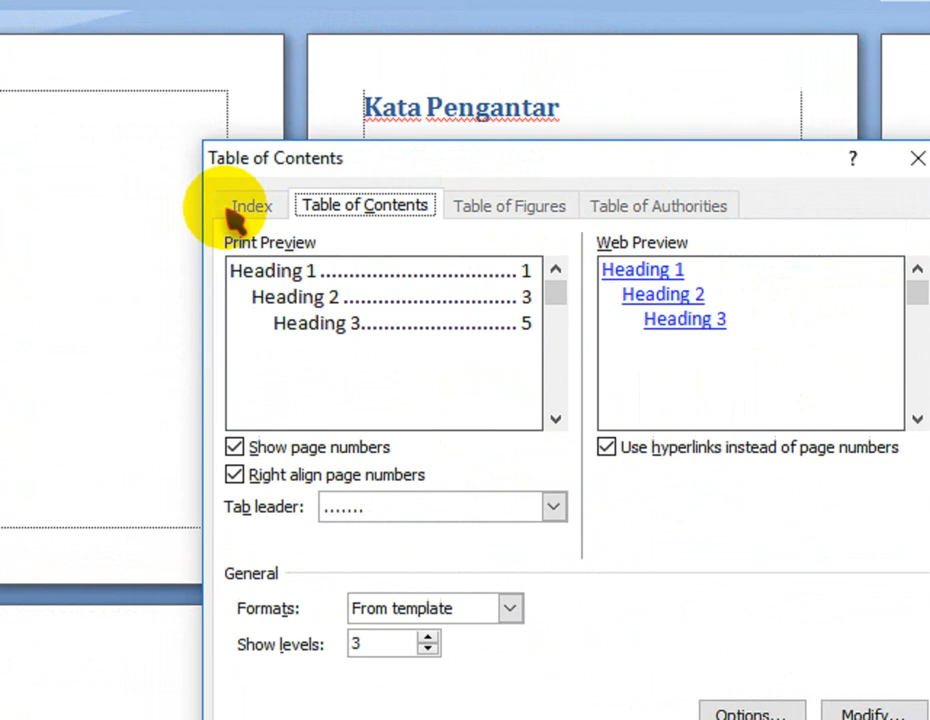 Kata Pengantar
Table of Contents ?
Index Table of Contents Table of Figures Table of Authorities
Print Preview Web Preview
Heading 1 .................................... 1
Heading 2 ................................ 3
Heading 3............................. 5
Heading 1
Heading 2
Heading 3
Show page numbers
Use hyperlinks instead of page numbers
Right align page numbers
Tab leader: .......
General
Formats: From template
Show levels: 3
Options... Modify...